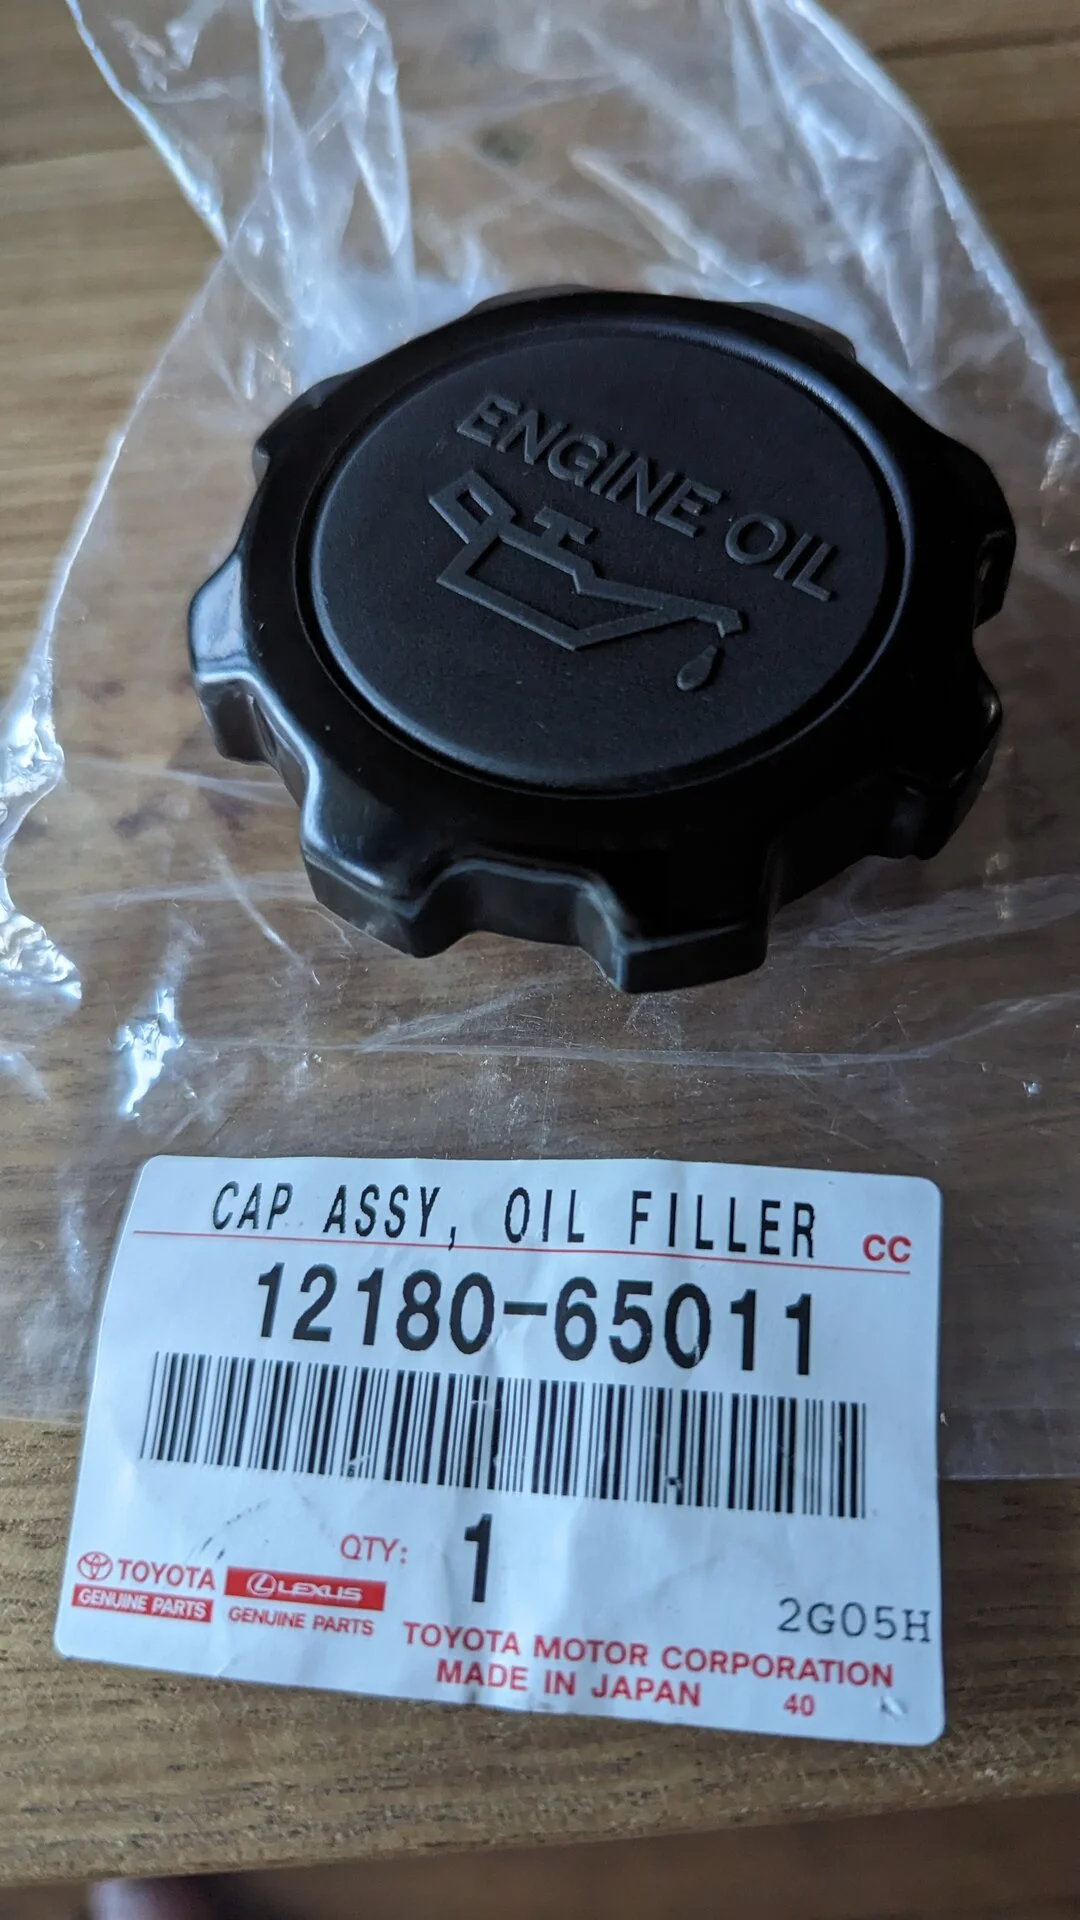 ENGINE OIL
CAP ASSY, OIL FILLER CC
12180-65011
QTY: 1
TOYOTA
GENUINE PARTS
LEXUS
GENUINE PARTS
2G05H
TOYOTA MOTOR CORPORATION
MADE IN JAPAN 40